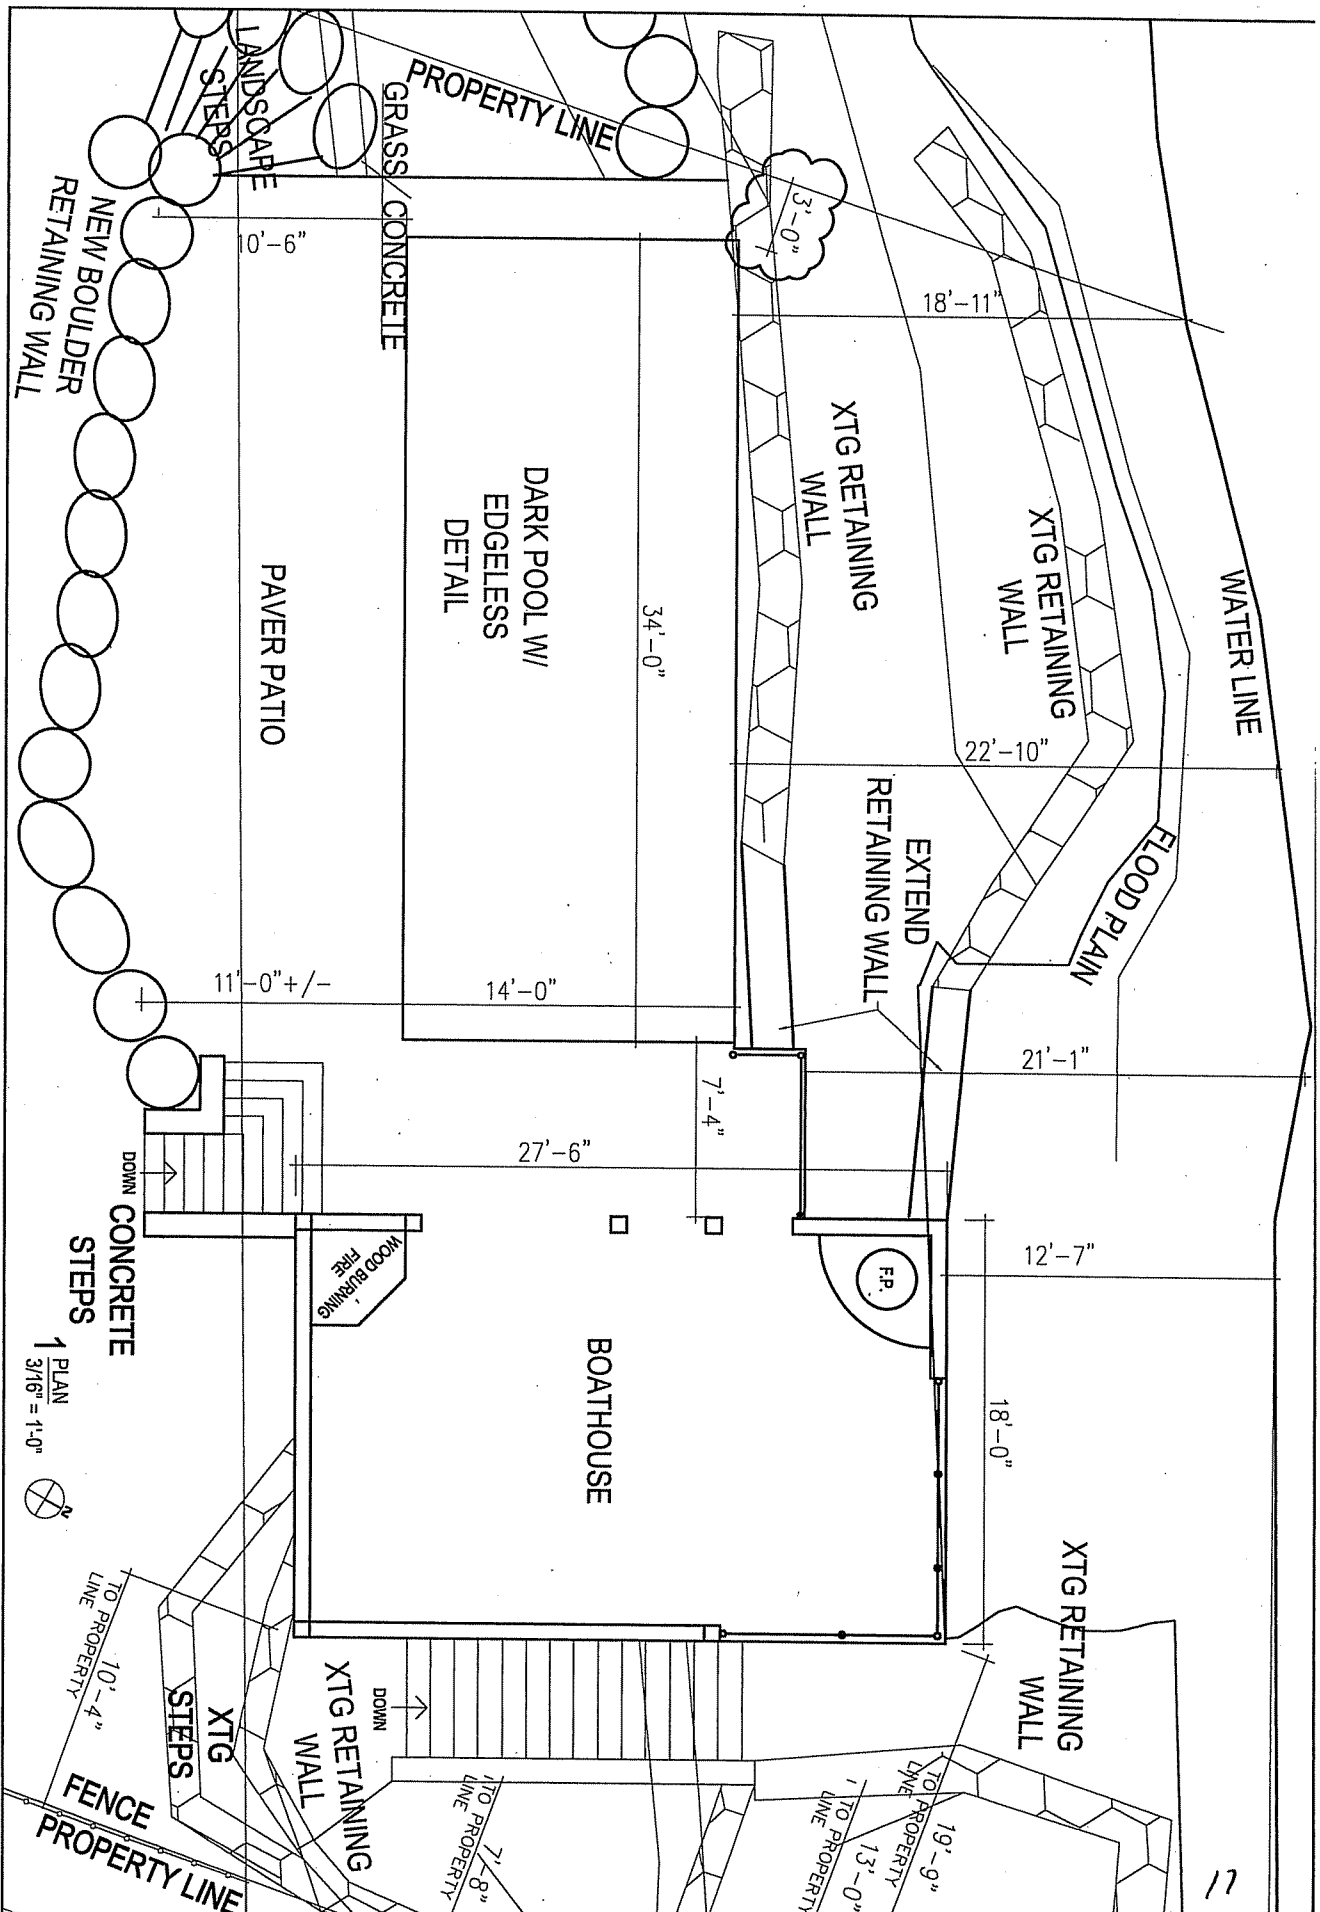 PROPERTY LINE
LANDSCAPE
STEPS
GRASS
CONCRETE
NEW BOULDER
RETAINING WALL
10'-6"
3'-0"
18'-11"
XTG RETAINING
WALL
XTG RETAINING
WALL
WATER LINE
DARK POOL W/
EDGELESS
DETAIL
34'-0"
PAVER PATIO
22'-10"
EXTEND
RETAINING WALL
FLOOD PLAIN
11'-0"+/-
14'-0"
21'-1"
7'-4"
27'-6"
12'-7"
DOWN
CONCRETE
STEPS
WOOD BURNING
FIRE
F.P.
BOATHOUSE
18'-0"
1
PLAN
3/16" = 1'-0"
N
XTG RETAINING
WALL
TO PROPERTY
LINE
10'-4"
XTG
STEPS
XTG RETAINING
WALL
DOWN
FENCE
PROPERTY LINE
TO PROPERTY
LINE
7'-8"
TO PROPERTY
LINE
13'-0"
TO PROPERTY
LINE
19'-9"
17